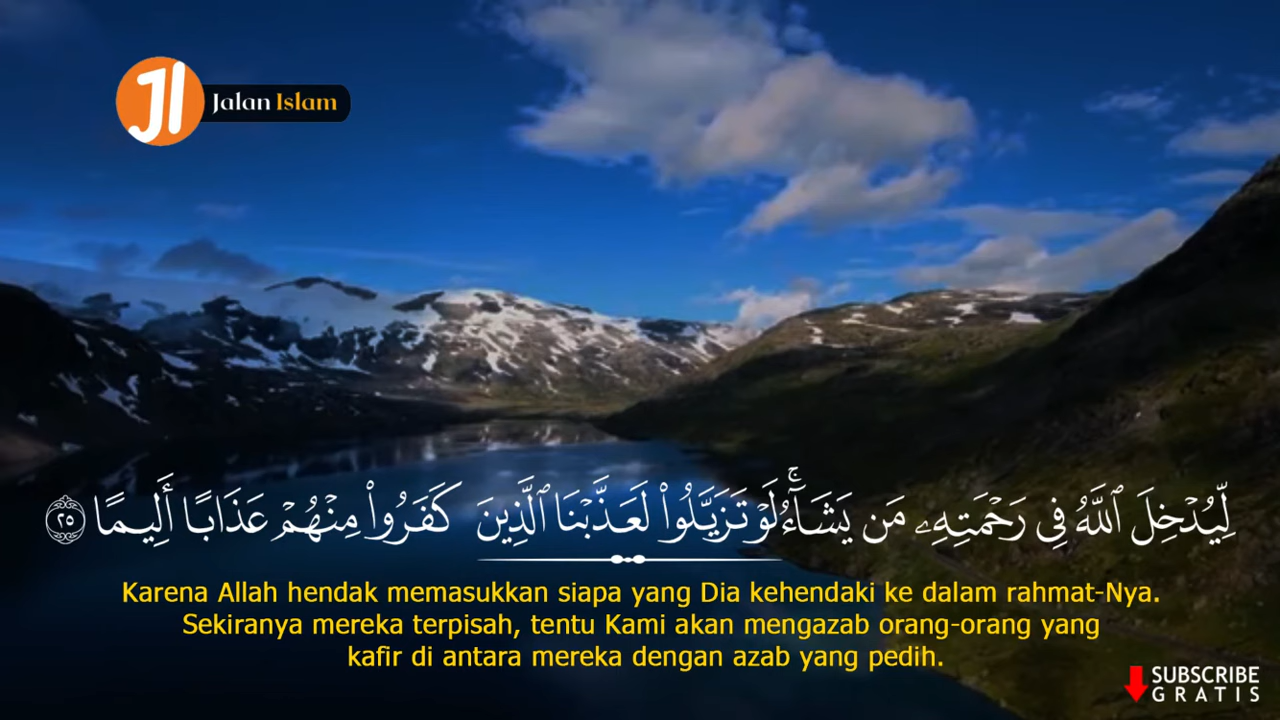 JI Jalan Islam
لِّيُدْخِلَ ٱللَّهُ فِى رَحْمَتِهِۦ مَن يَشَآءُ ۚ لَوْ تَزَيَّلُوا۟ لَعَذَّبْنَا ٱلَّذِينَ كَفَرُوا۟ مِنْهُمْ عَذَابًا أَلِيمًا ٢٥
Karena Allah hendak memasukkan siapa yang Dia kehendaki ke dalam rahmat-Nya.
Sekiranya mereka terpisah, tentu Kami akan mengazab orang-orang yang
kafir di antara mereka dengan azab yang pedih.
SUBSCRIBE
GRATIS